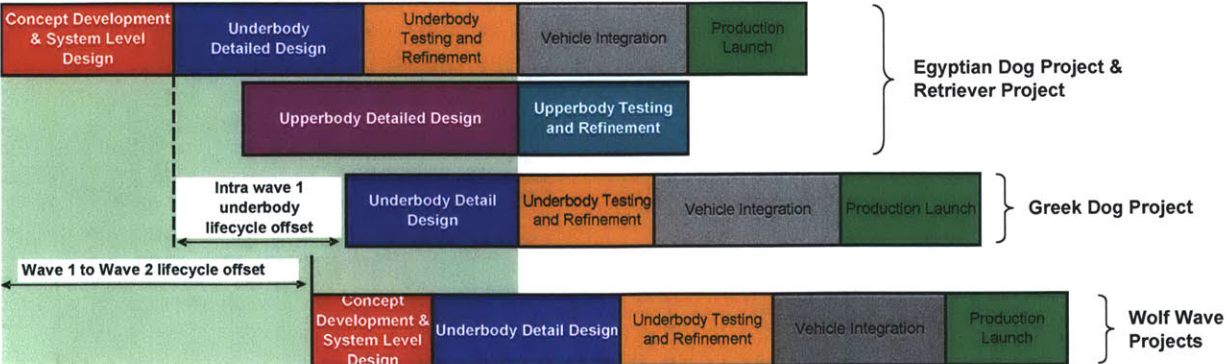 Concept Development
& System Level
Design
Underbody
Detailed Design
Underbody
Testing and
Refinement
Vehicle Integration
Production
Launch
Egyptian Dog Project &
Retriever Project
Upperbody Detailed Design
Upperbody Testing
and Refinement
Intra wave 1
underbody
lifecycle offset
Underbody Detail
Design
Underbody Testing
and Refinement
Vehicle Integration
Production Launch
Greek Dog Project
Wave 1 to Wave 2 lifecycle offset
Concept
Development &
System Level
Design
Underbody Detail Design
Underbody Testing
and Refinement
Vehicle Integration
Production
Launch
Wolf Wave
Projects